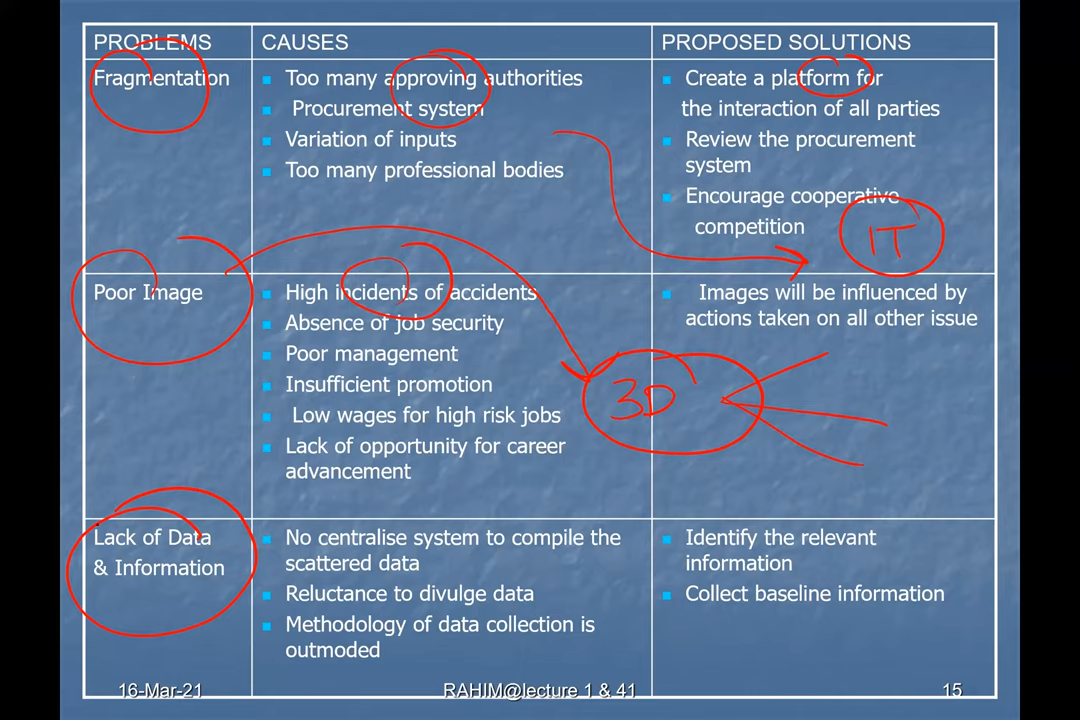 PROBLEMS
CAUSES
PROPOSED SOLUTIONS
Fragmentation
Too many approving authorities
Procurement system
Variation of inputs
Too many professional bodies
Create a platform for
the interaction of all parties
Review the procurement
system
Encourage cooperative
competition
IT
Poor Image
High incidents of accidents
Absence of job security
Poor management
Insufficient promotion
Low wages for high risk jobs
Lack of opportunity for career
advancement
Images will be influenced by
actions taken on all other issue
3D
Lack of Data
& Information
No centralise system to compile the
scattered data
Reluctance to divulge data
Methodology of data collection is
outmoded
Identify the relevant
information
Collect baseline information
16-Mar-21
RAHIM@lecture 1 & 41
15